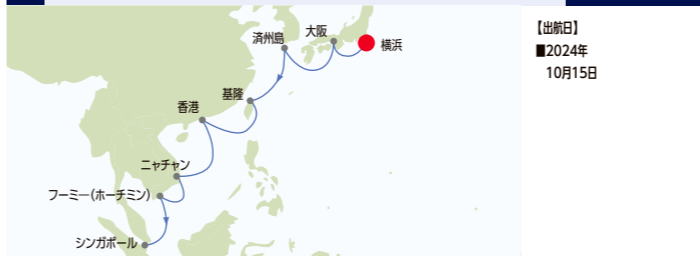 【出航日】
■2024年
10月15日
大阪
済州島
横浜
基隆
香港
ニャチャン
フーミー(ホーチミン)
シンガポール